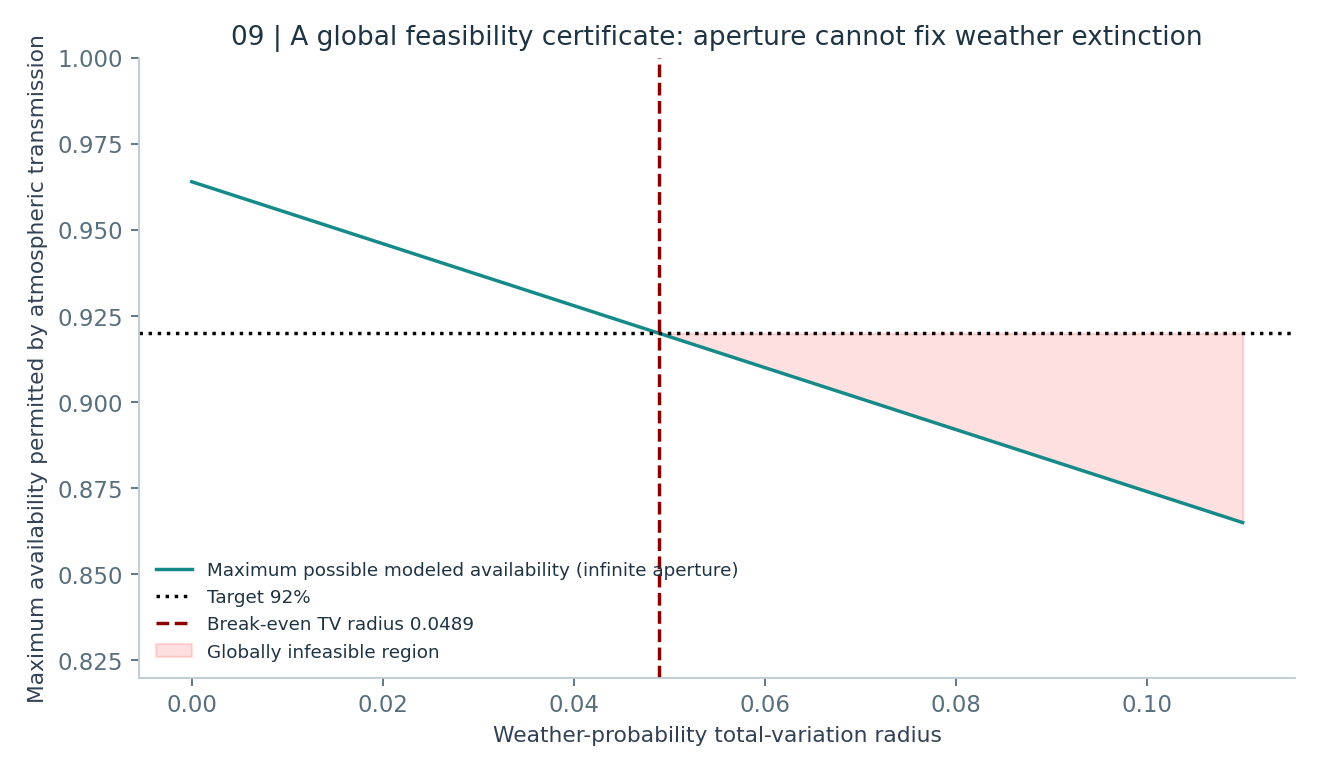 09 | A global feasibility certificate: aperture cannot fix weather extinction
Maximum availability permitted by atmospheric transmission
1.000
0.975
0.950
0.925
0.900
0.875
0.850
0.825
Maximum possible modeled availability (infinite aperture)
Target 92%
Break-even TV radius 0.0489
Globally infeasible region
0.00
0.02
0.04
0.06
0.08
0.10
Weather-probability total-variation radius